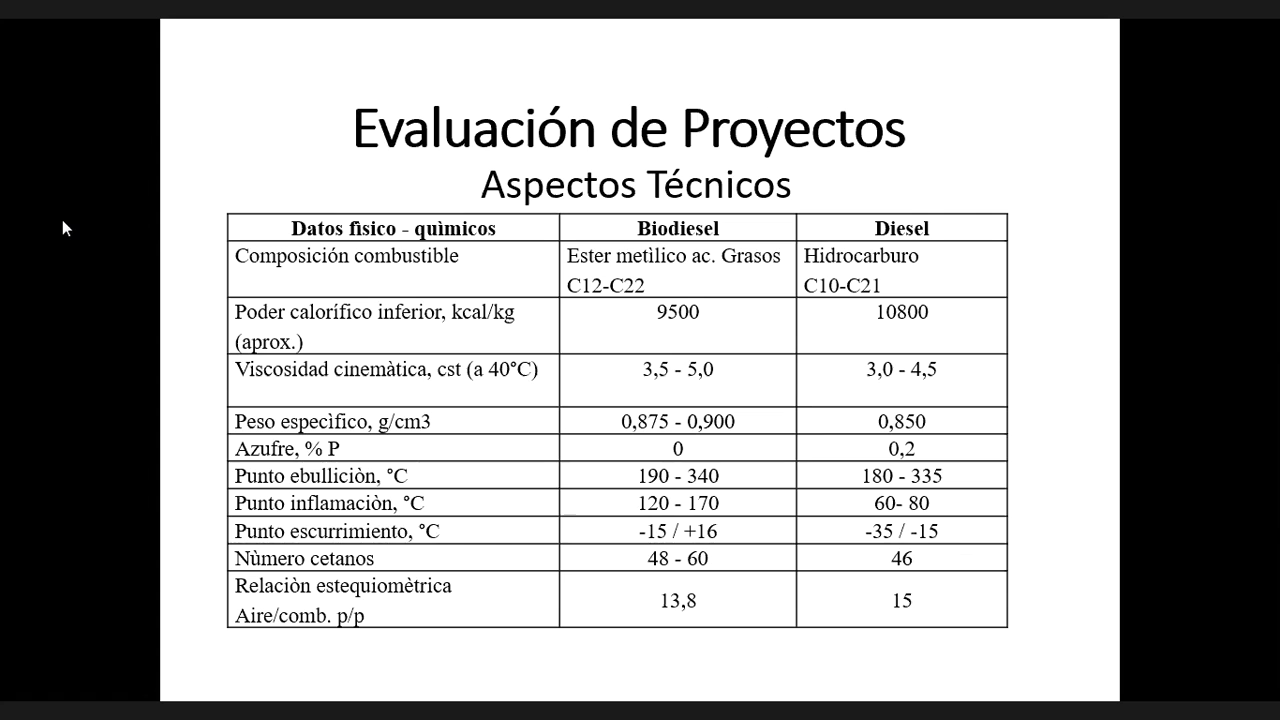 Evaluación de Proyectos
Aspectos Técnicos
Datos fìsico - quìmicos Biodiesel Diesel
Composición combustible Ester metìlico ac. Grasos Hidrocarburo
C12-C22 C10-C21
Poder calorífico inferior, kcal/kg 9500 10800
(aprox.)
Viscosidad cinemàtica, cst (a 40°C) 3,5 - 5,0 3,0 - 4,5
Peso especìfico, g/cm3 0,875 - 0,900 0,850
Azufre, % P 0 0,2
Punto ebulliciòn, °C 190 - 340 180 - 335
Punto inflamaciòn, °C 120 - 170 60- 80
Punto escurrimiento, °C -15 / +16 -35 / -15
Nùmero cetanos 48 - 60 46
Relaciòn estequiomètrica
Aire/comb. p/p 13,8 15